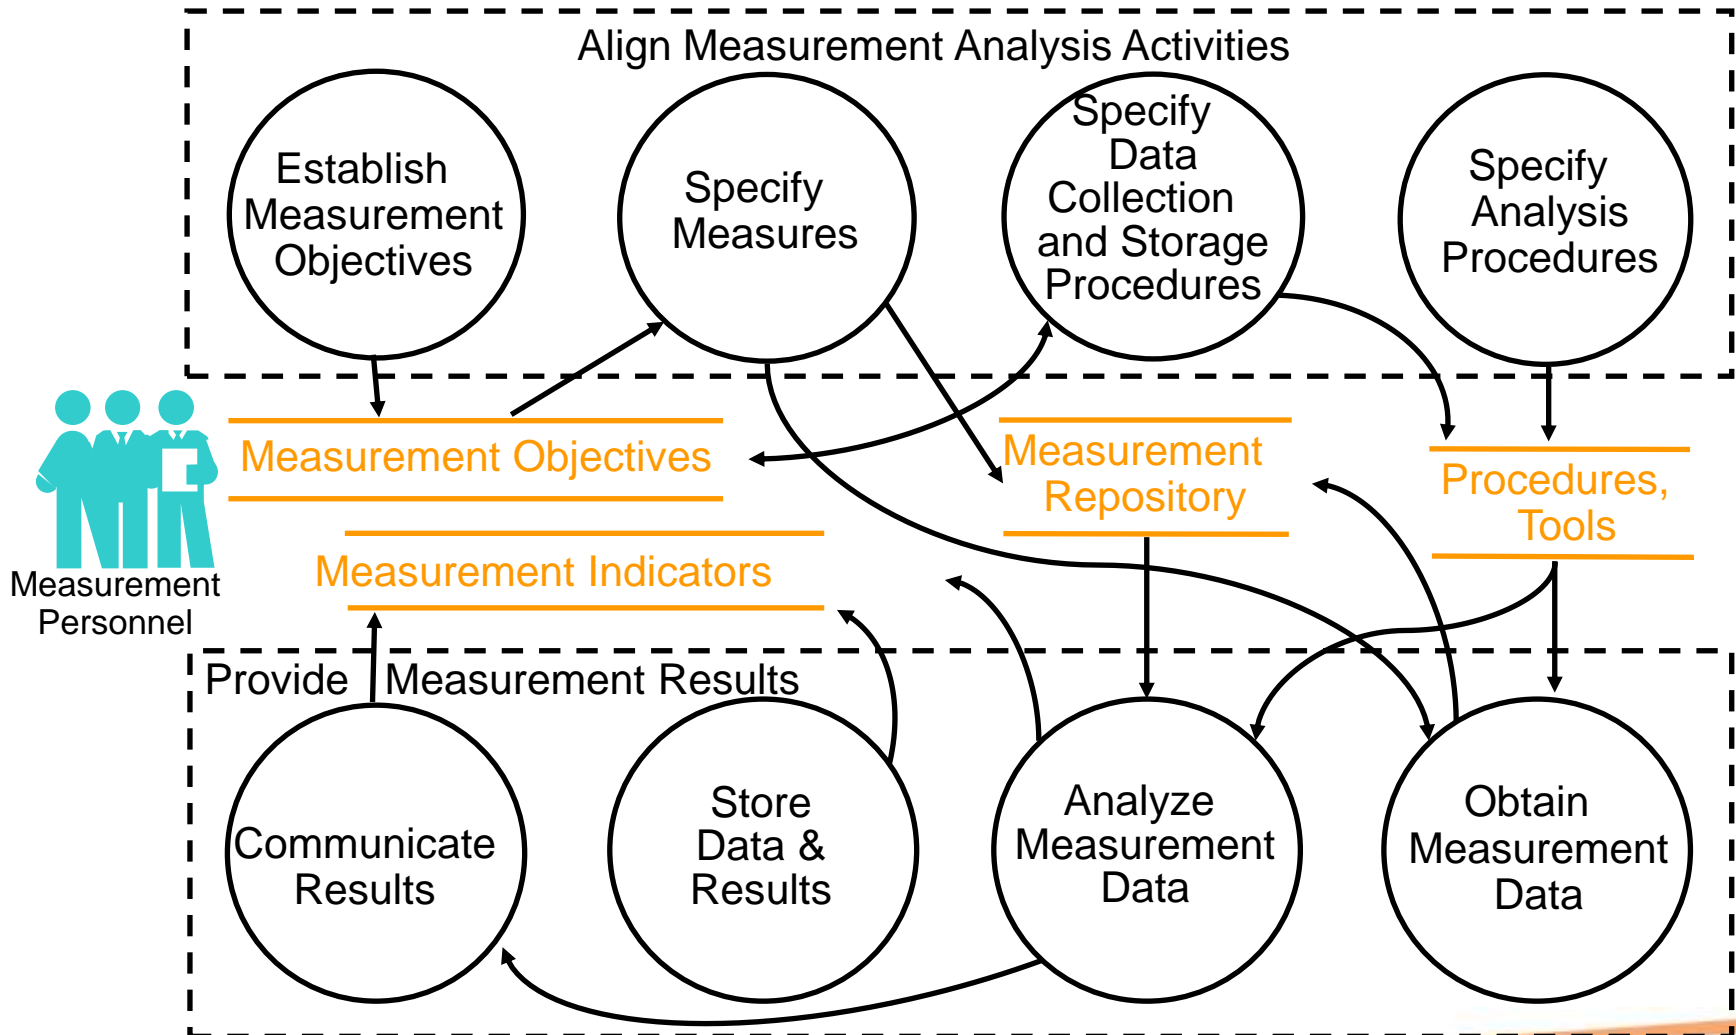 Align Measurement Analysis Activities
Establish
Measurement
Objectives
Specify
Measures
Specify
Data
Collection
and Storage
Procedures
Specify
Analysis
Procedures
Measurement
Personnel
Measurement Objectives
Measurement
Repository
Procedures,
Tools
Measurement Indicators
Provide Measurement Results
Communicate
Results
Store
Data &
Results
Analyze
Measurement
Data
Obtain
Measurement
Data